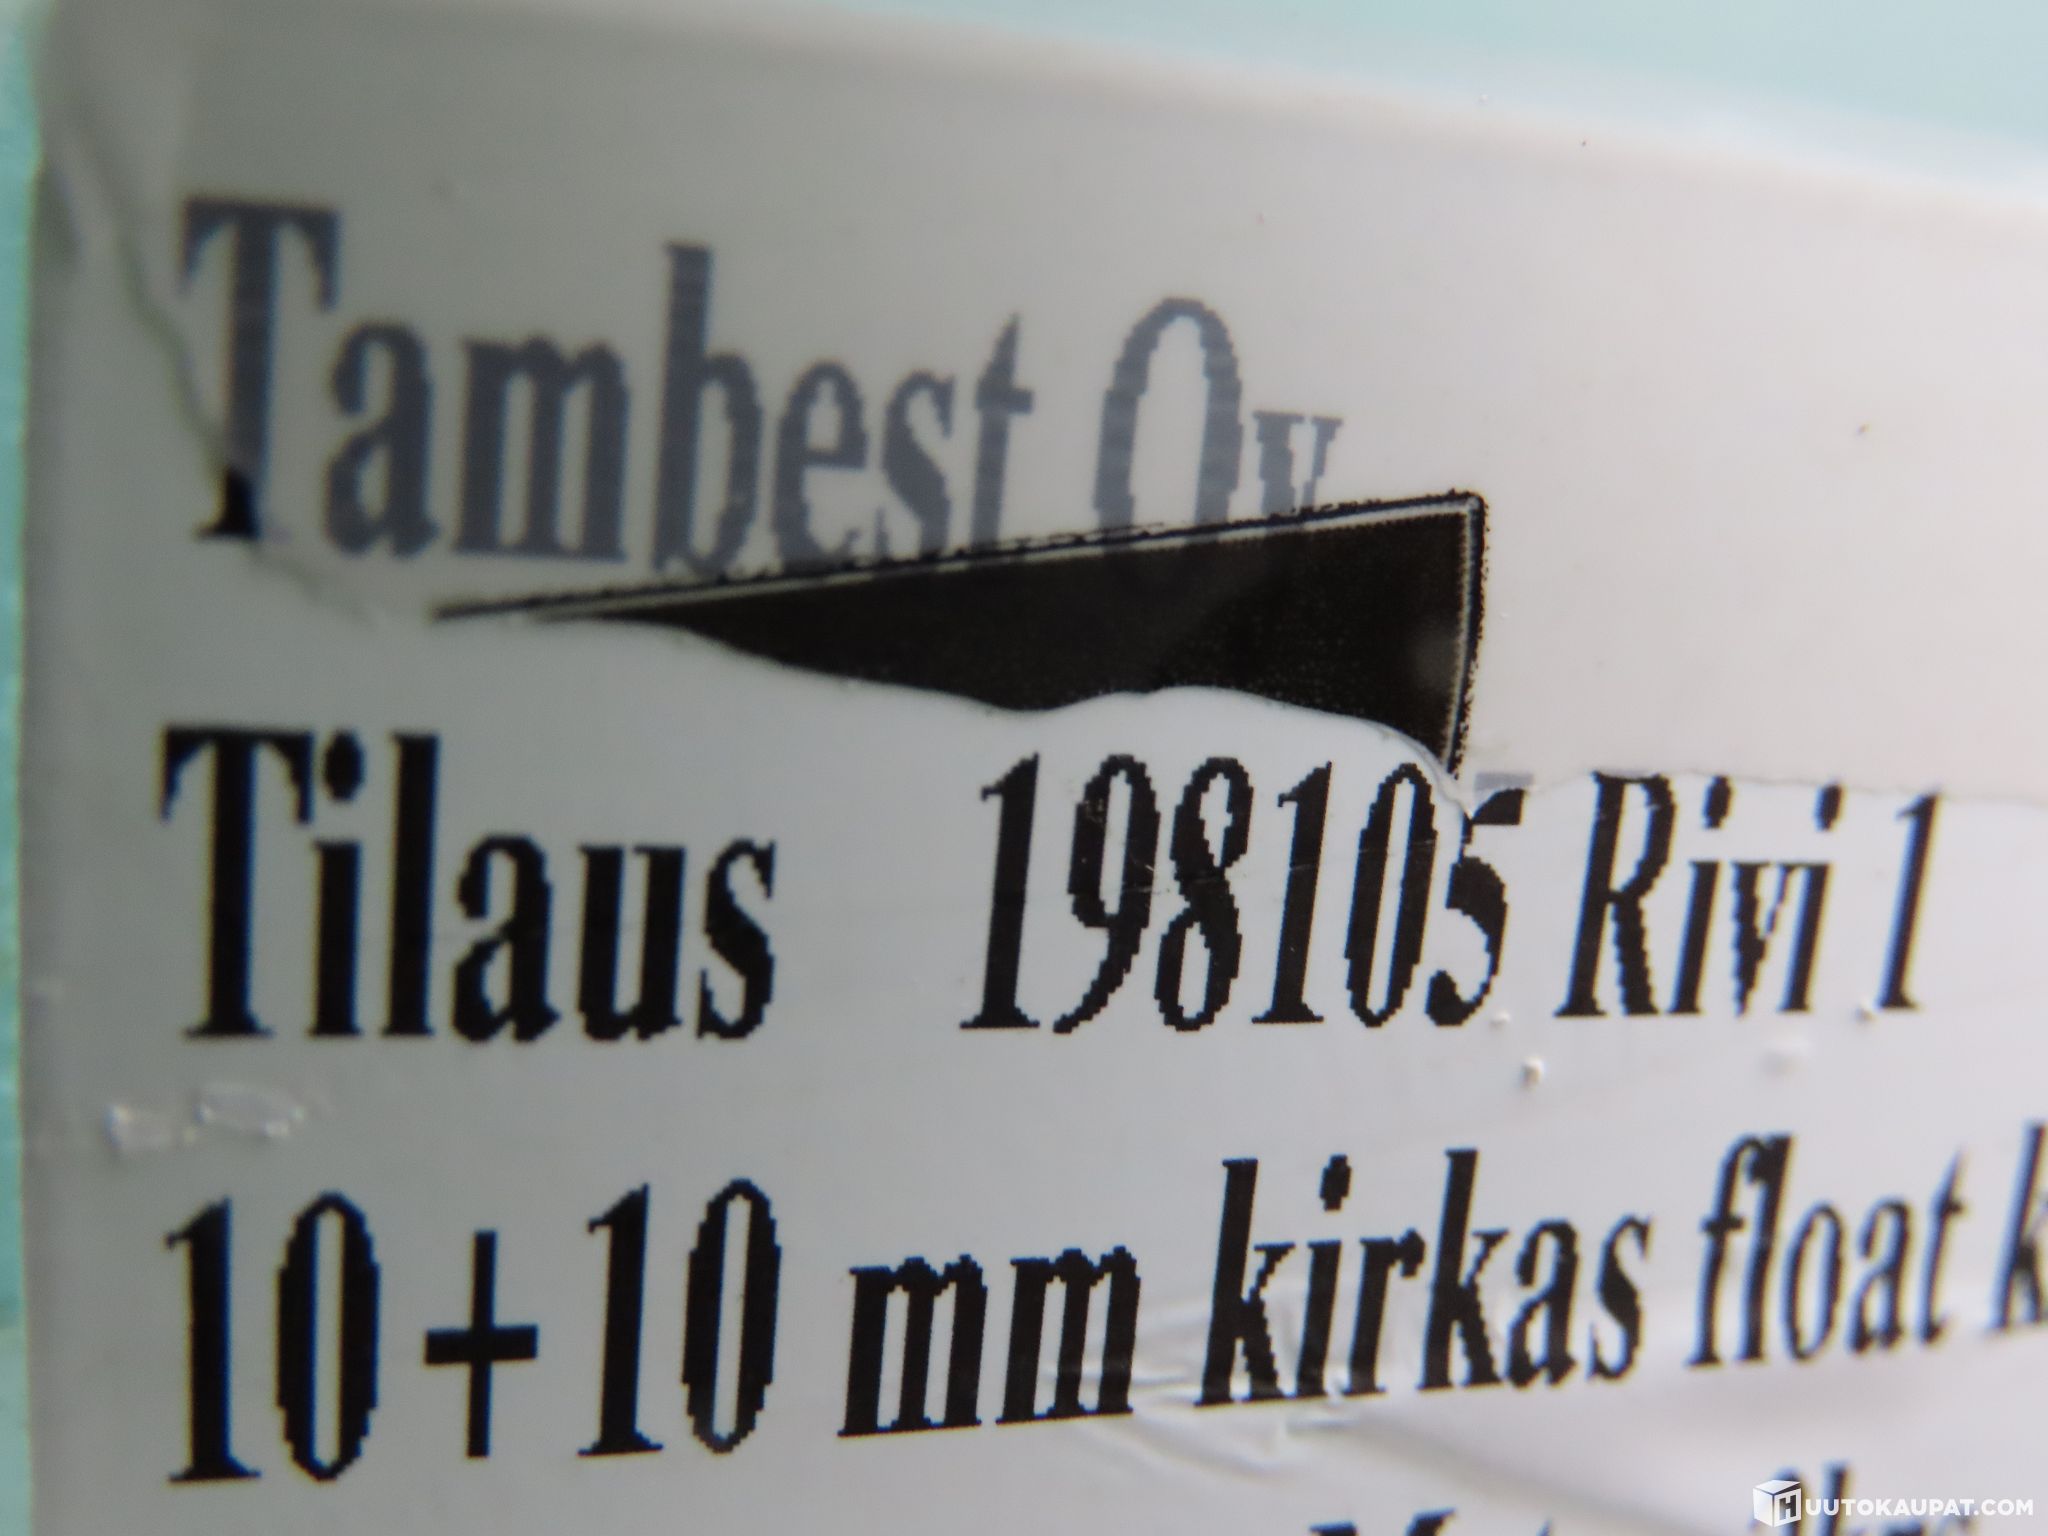 Tambest Oy
Tilaus 198105 Rivi 1
10+10 mm kirkas float
HUUTOKAUPAT.COM